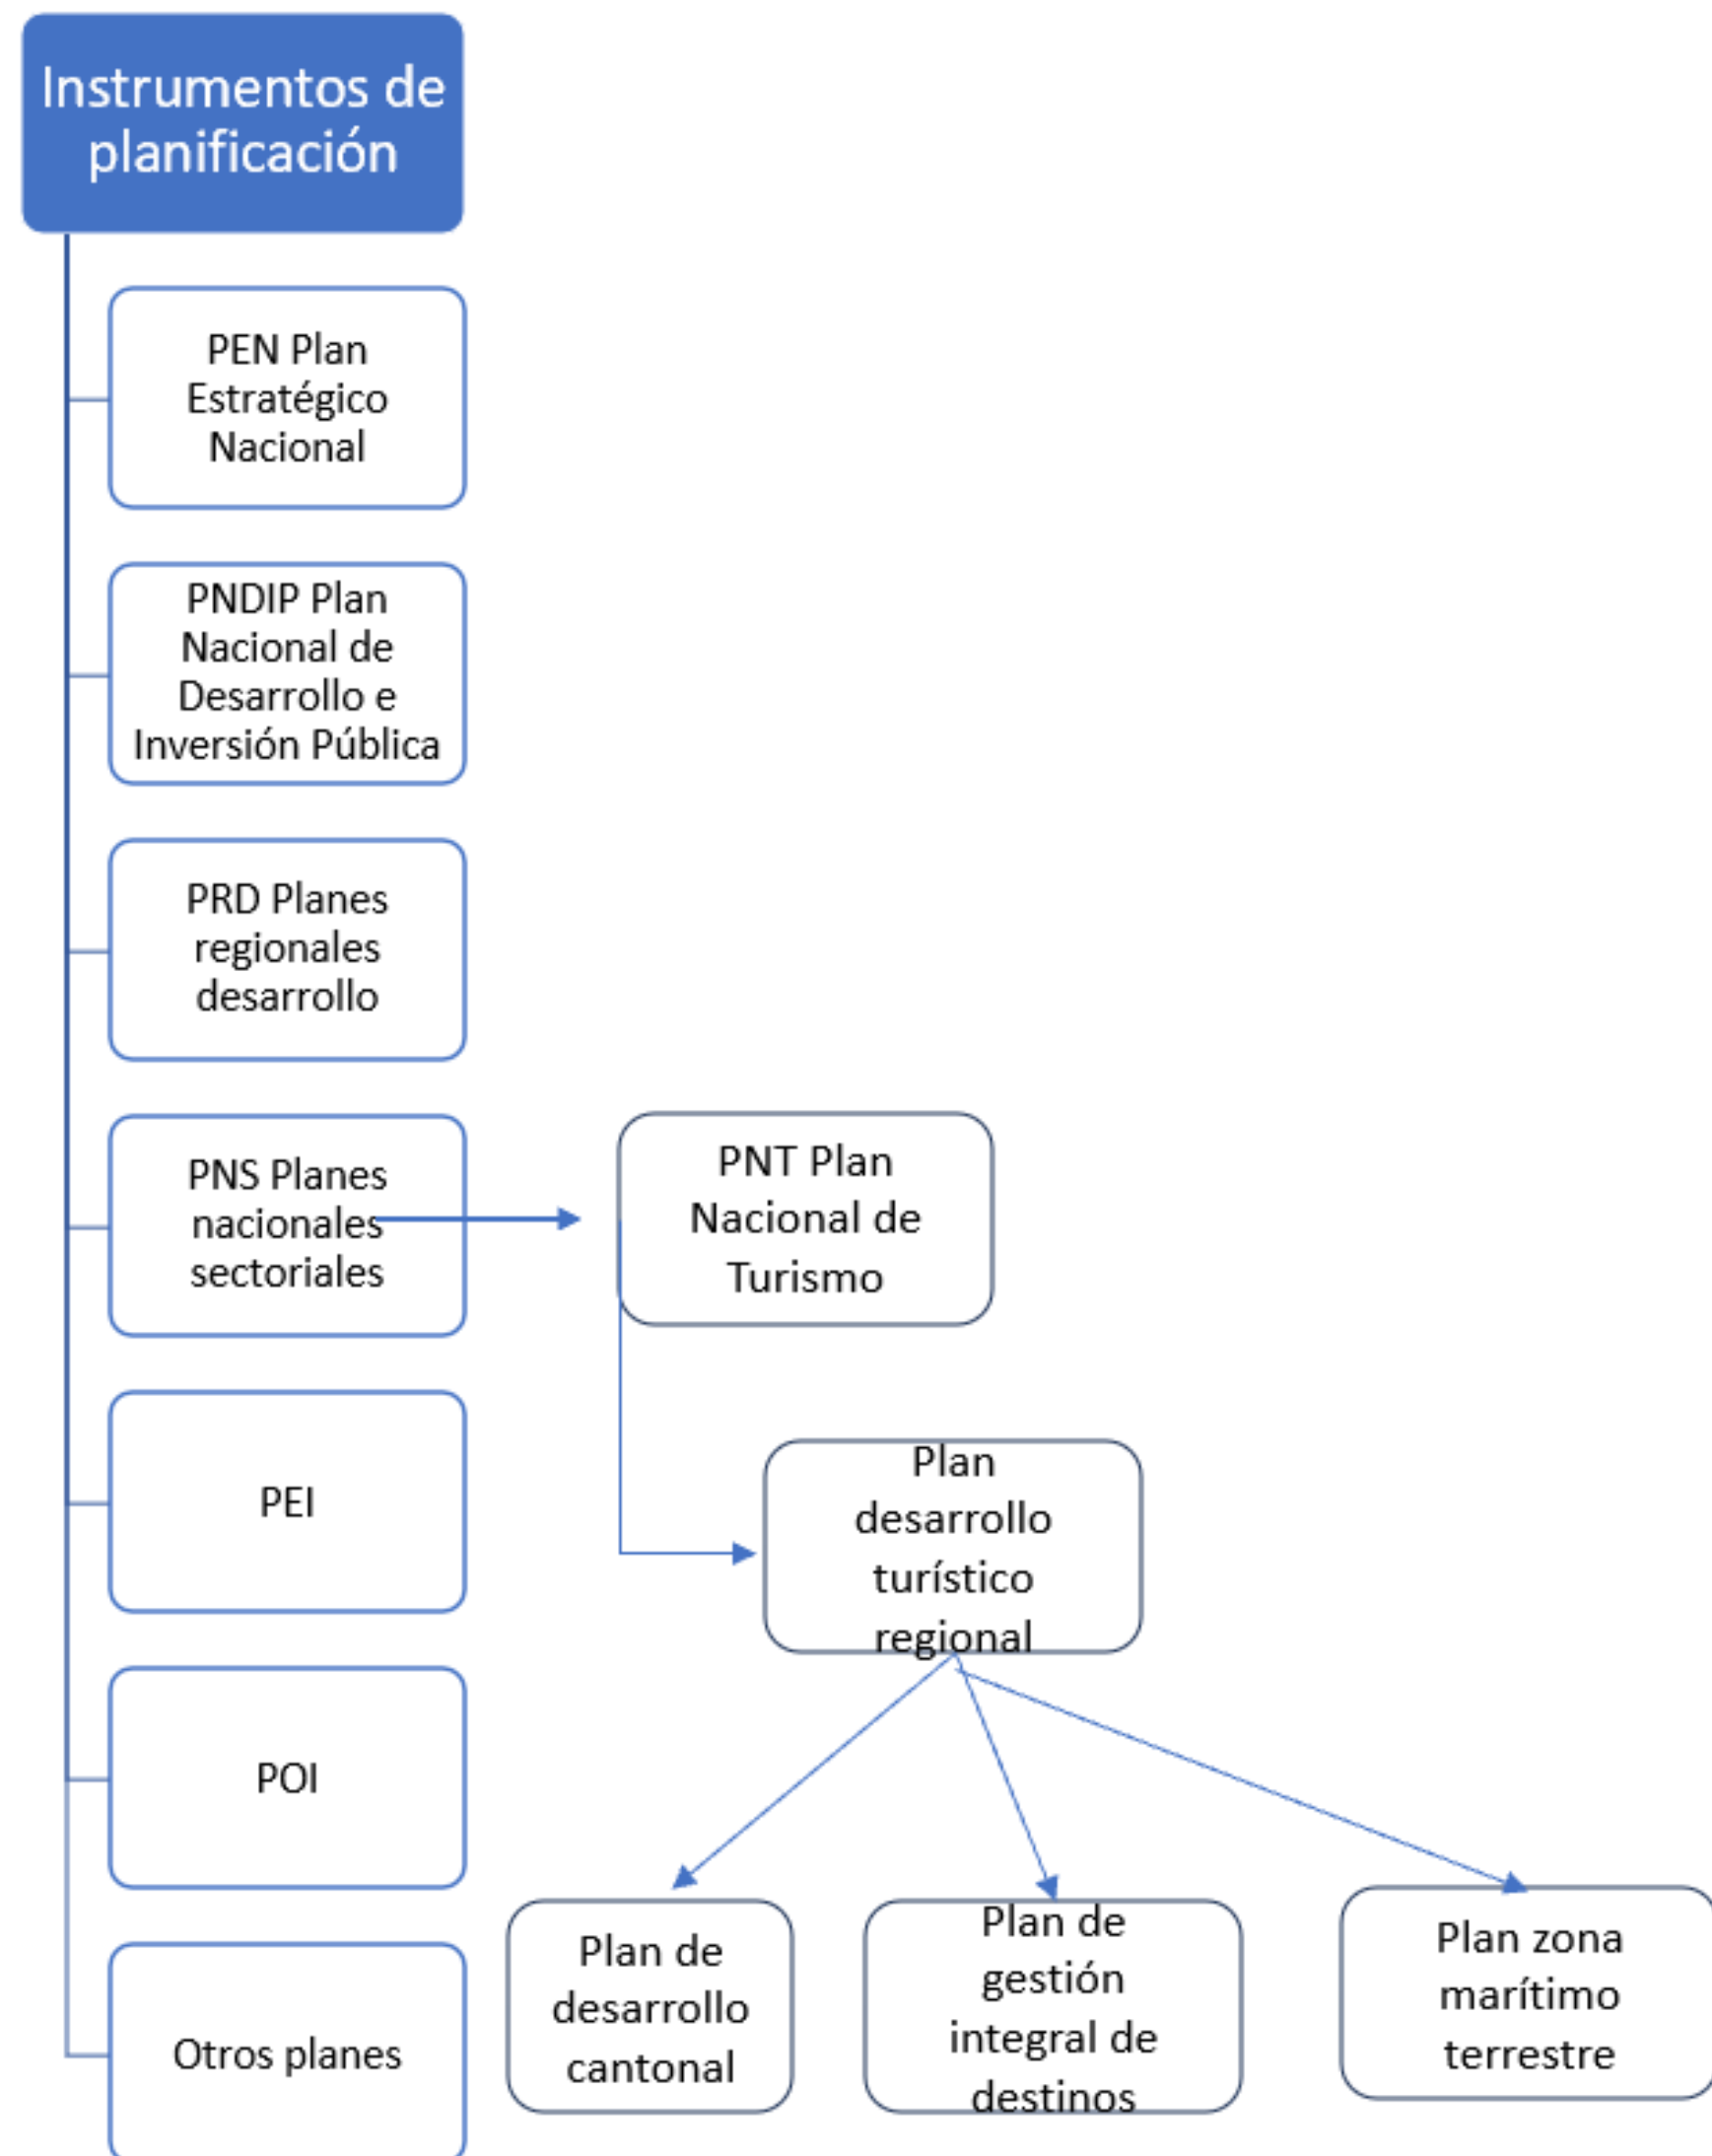 Instrumentos de
planificación
PEN Plan
Estratégico
Nacional
PNDIP Plan
Nacional de
Desarrollo e
Inversión Pública
PRD Planes
regionales
desarrollo
PNS Planes
nacionales
sectoriales
PNT Plan
Nacional de
Turismo
PEI
Plan
desarrollo
turístico
regional
POI
Otros planes
Plan de
desarrollo
cantonal
Plan de
gestión
integral de
destinos
Plan zona
marítimo
terrestre